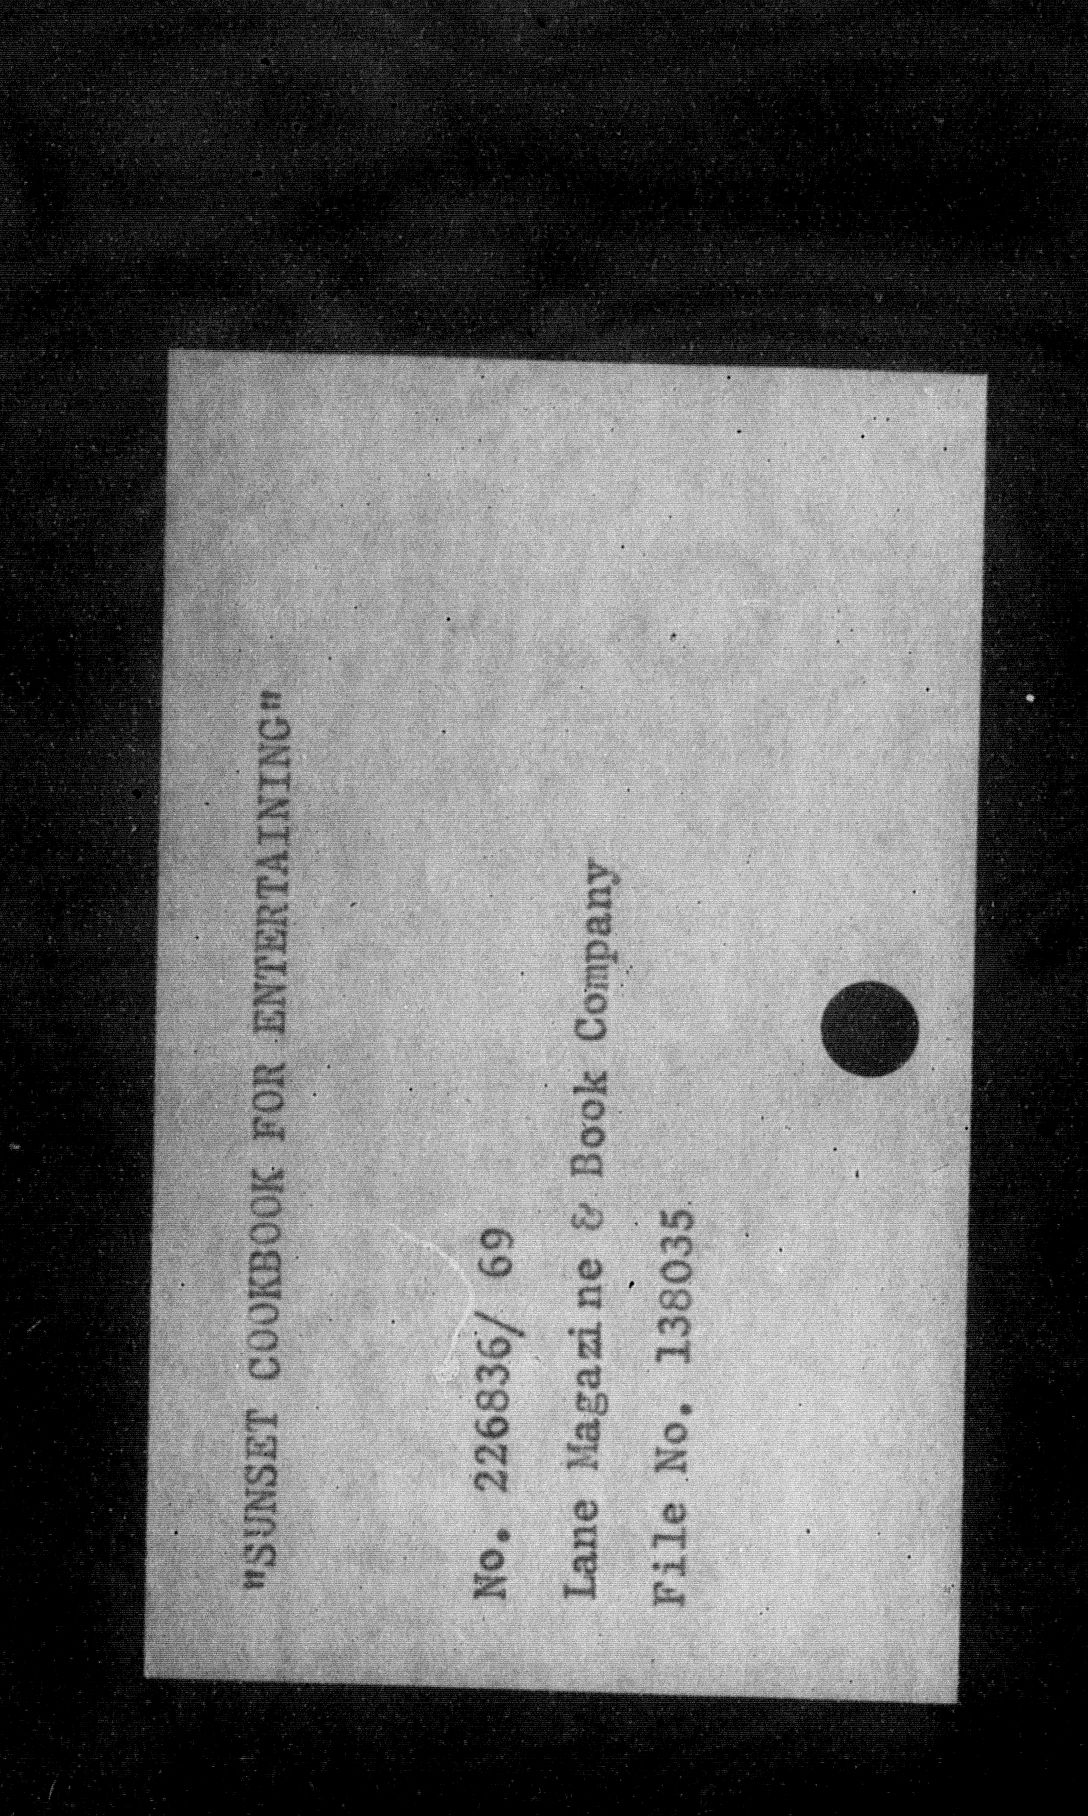 "SUNSET COOKBOOK FOR ENTERTAINING"
No. 226836/ 69
Lane Magazine & Book Company
File No. 138035